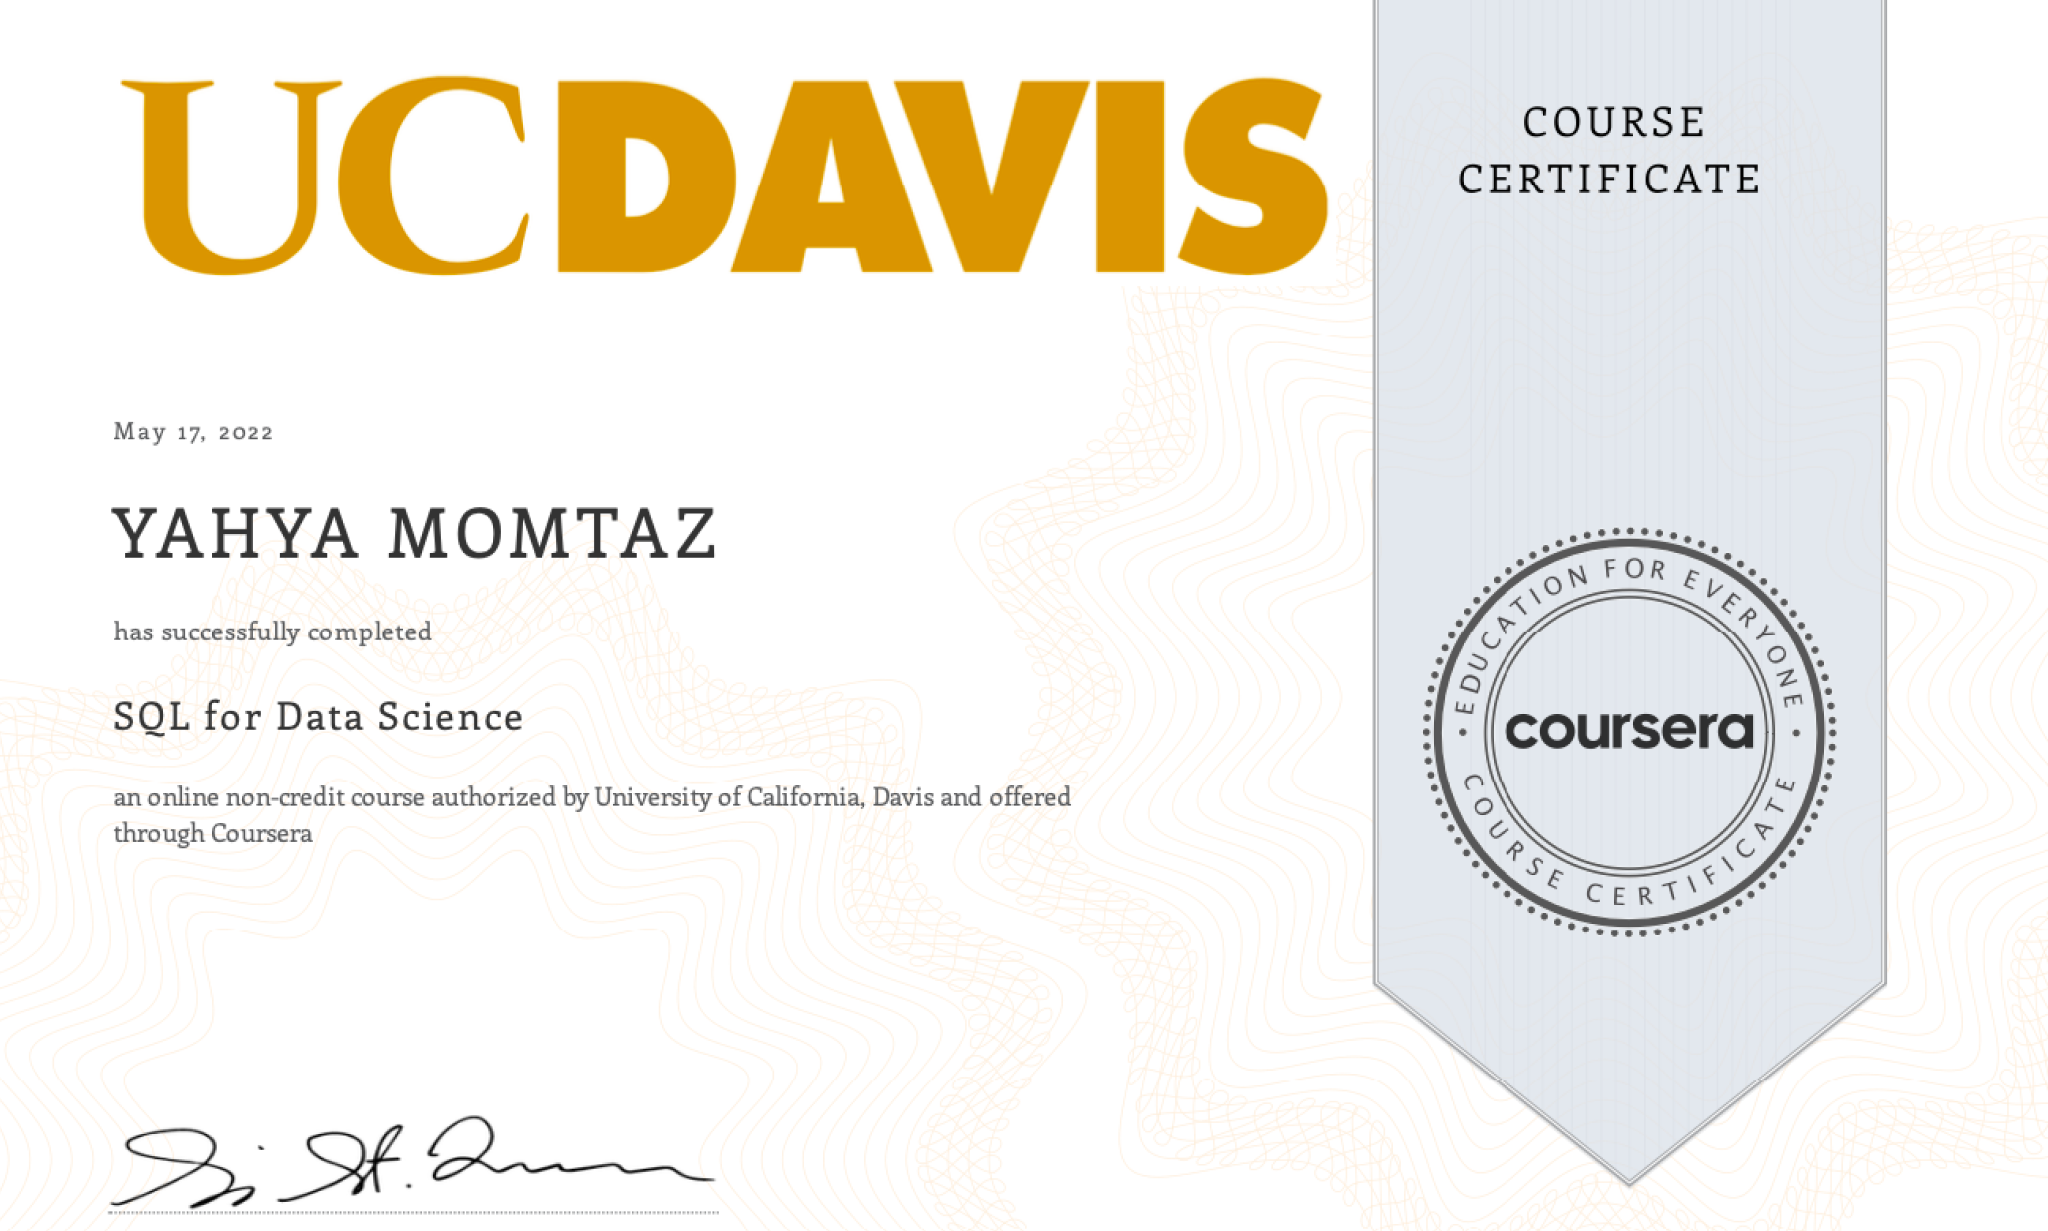 UCDAVIS
COURSE
CERTIFICATE
May 17, 2022
YAHYA MOMTAZ
has successfully completed
SQL for Data Science
an online non-credit course authorized by University of California, Davis and offered
through Coursera
EDUCATION FOR EVERYONE
coursera
COURSE CERTIFICATE